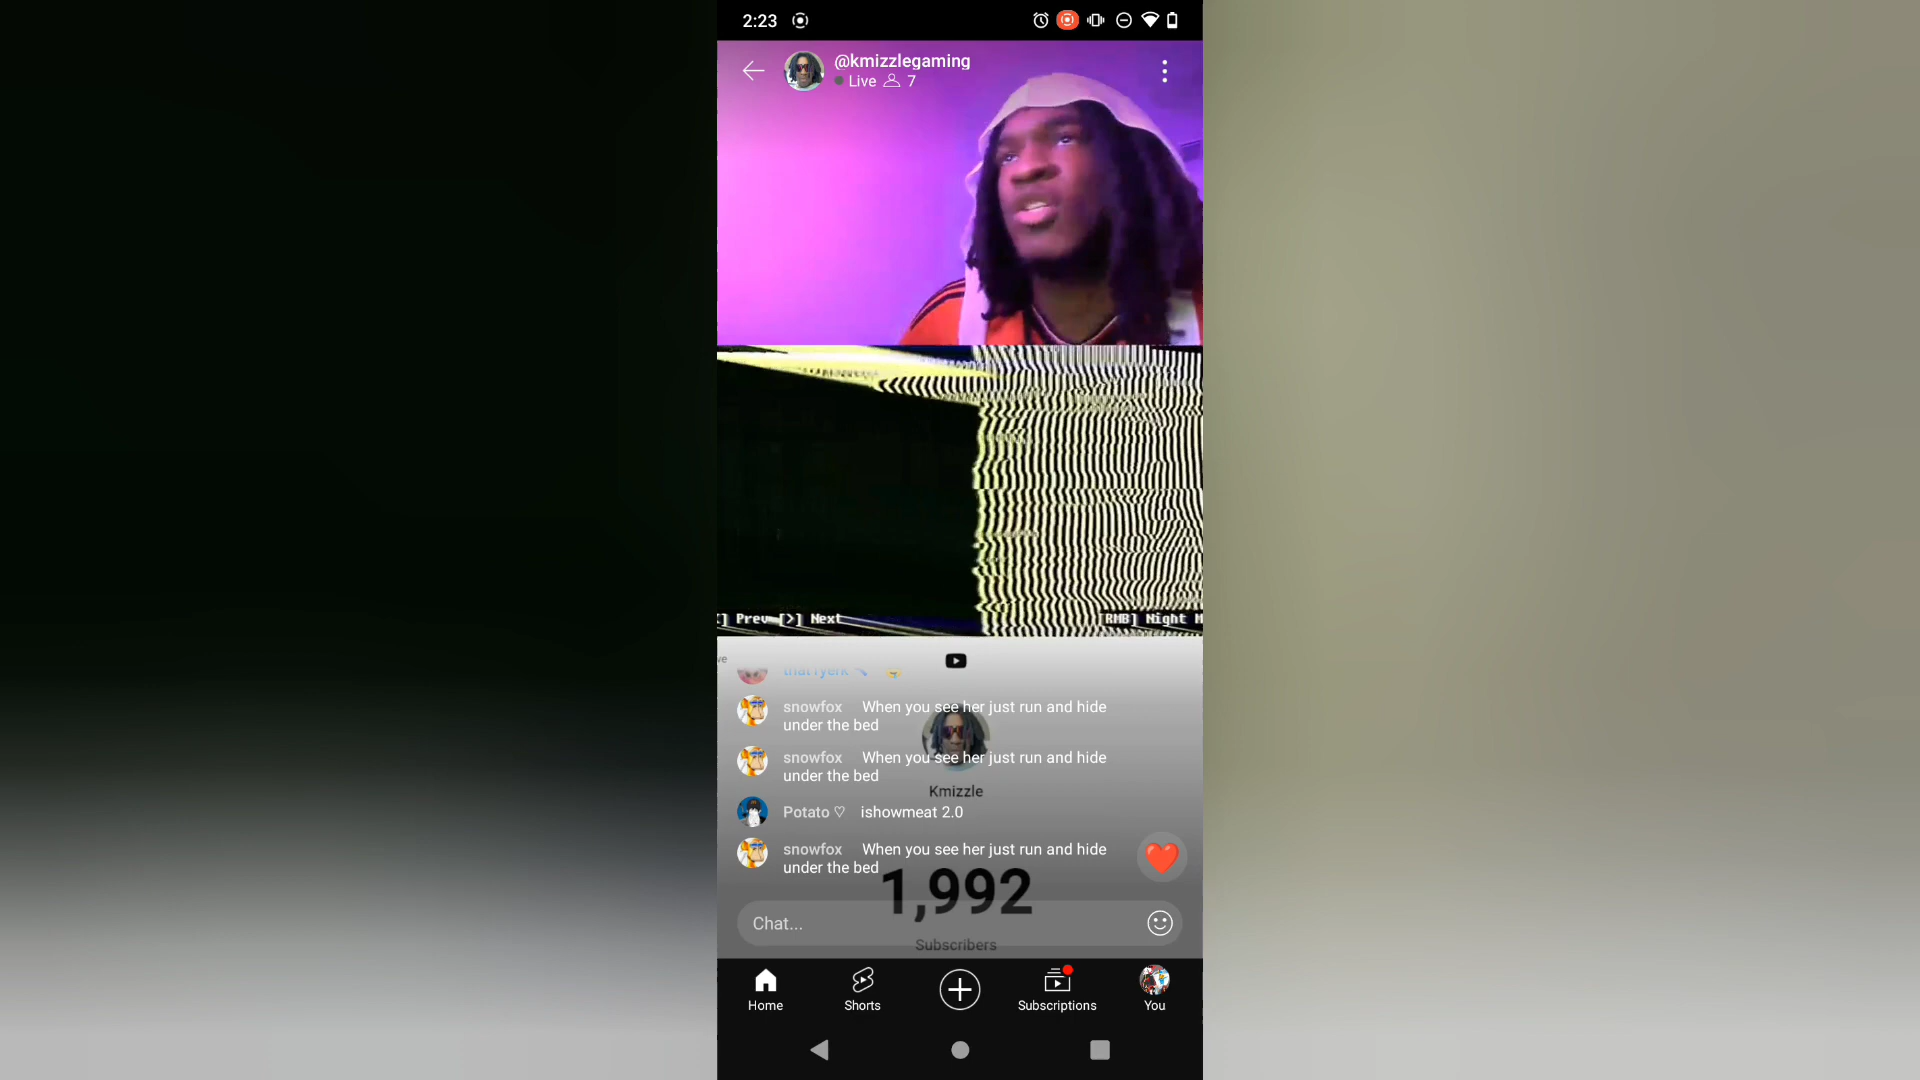 2:23
@kmizzlegaming
Live 7
Prev [>] Next
[RMB] Night
snowfox When you see her just run and hide
under the bed
snowfox When you see her just run and hide
under the bed
Kmizzle
Potato ♡ ishowmeat 2.0
snowfox When you see her just run and hide
under the bed
1,992
Chat...
Subscribers
Home
Shorts
Subscriptions
You